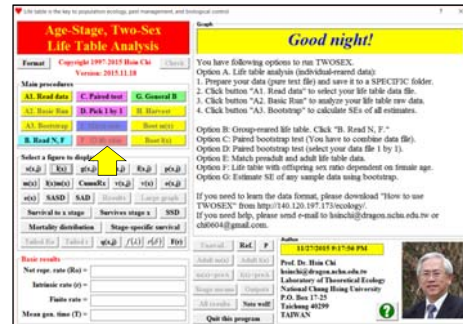 Life table is the key to population ecology, pest management, and biological control
Age-Stage, Two-Sex
Life Table Analysis
Format Copyright 1997-2015 Hsin Chi Check
Version: 2015.11.18
Main procedures
A1. Read data C. Paired test G. General B
A2. Basic Run D. Pick 1 by 1 H. Harvest
A3. Bootstrap Boot m(x)
B. Read N, F Boot l(x)
Select a figure to display
s(x,j) l(x)
m(x) l(x)m(x) CummRx v(x,j) v(x) e(x,j)
e(x) SASD SAD Results Large graph
Survival to x stage Survives stage x SSD
Mortality distribution Stage-specific survival
q(x,j) F(r)
Basic results
Net repr. rate (Ro) =
Intrinsic rate (r) =
Finite rate =
Mean gen. time (T) =
Graph
Good night!
You have following options to run TWOSEX.
Option A. Life table analysis (individual-reared data):
1. Prepare your data (pure text file) and save it to a SPECIFIC folder.
2. Click button "A1. Read data" to select your life table raw data.
3. Click button "A2. Basic Run" to analyze your life table raw data.
4. Click button "A3. Bootstrap" to calculate SEs of all estimates.
Option B: Group-reared life table. Click "B. Read N, F."
Option C: Paired bootstrap test (You have to combine data file).
Option D: Paired bootstrap test (select your data file 1 by 1).
Option E: Match preadult and adult life table data.
Option F: Life table with offspring sex ratio dependent on female age.
Option G: Estimate SE of any sample data using bootstrap.
If you need to learn the data format, please download "How to use
TWOSEX" from http://140.120.197.173/ecology/.
If you need help, please send e-mail to hsinchi@dragon.nchu.edu.tw or
chi6604@gmail.com.
Ref. P
Outputs
All results Note wolf
Quit this program
Author
11/27/2015 9:17:56 PM
Prof. Dr. Hsin Chi
hsinchi@dragon.nchu.edu.tw
Laboratory of Theoretical Ecology
National Chung Hsing University
P.O. Box 17-25
Taichung 40299
TAIWAN
?